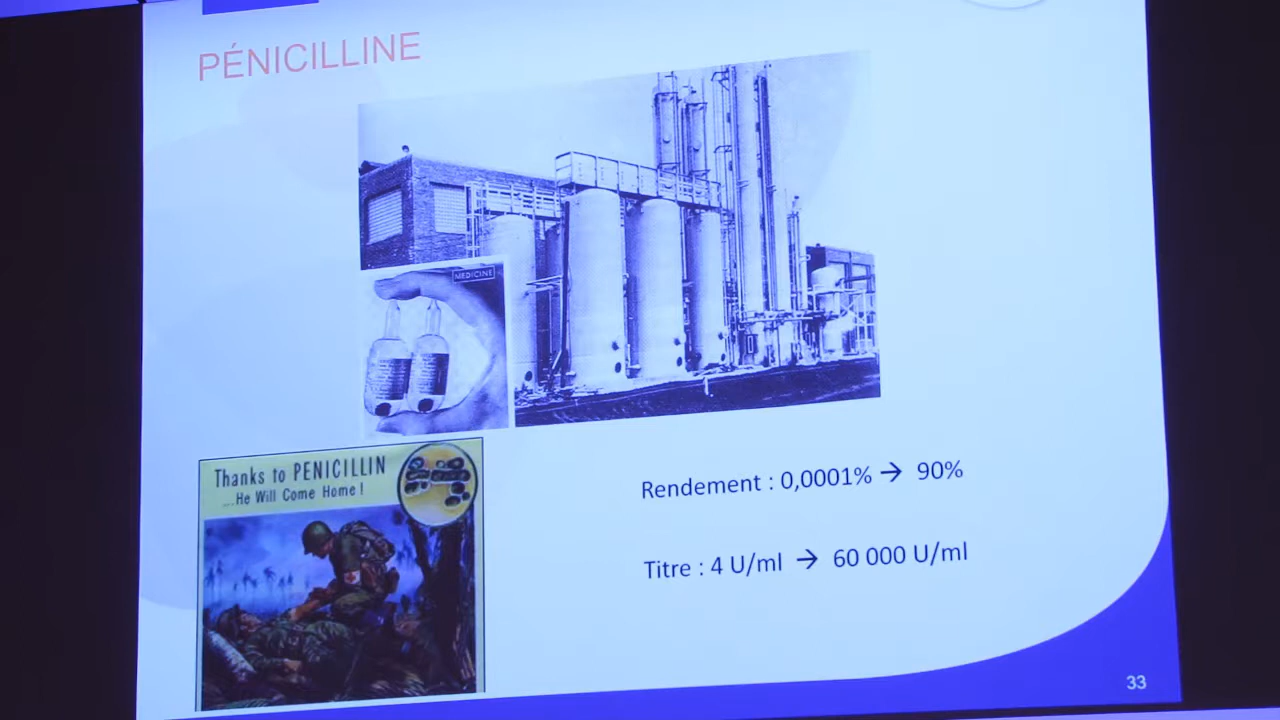 PÉNICILLINE
MEDICINE
Thanks to PENICILLIN
...He Will Come Home!
Rendement : 0,0001% → 90%
Titre : 4 U/ml → 60 000 U/ml
33